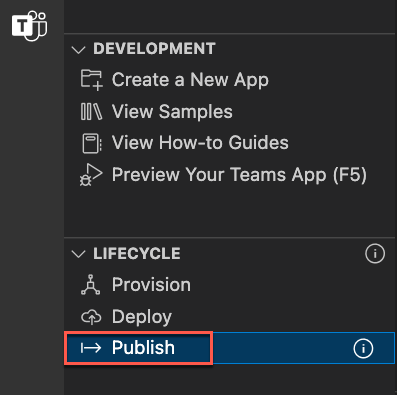 T
DEVELOPMENT
Create a New App
View Samples
View How-to Guides
Preview Your Teams App (F5)
LIFECYCLE
Provision
Deploy
Publish